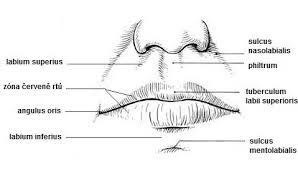 sulcus
nasolabialis
labium superius
philtrum
zóna červeně rtů
tuberculum
labii superioris
angulus oris
labium inferius
sulcus
mentolabialis